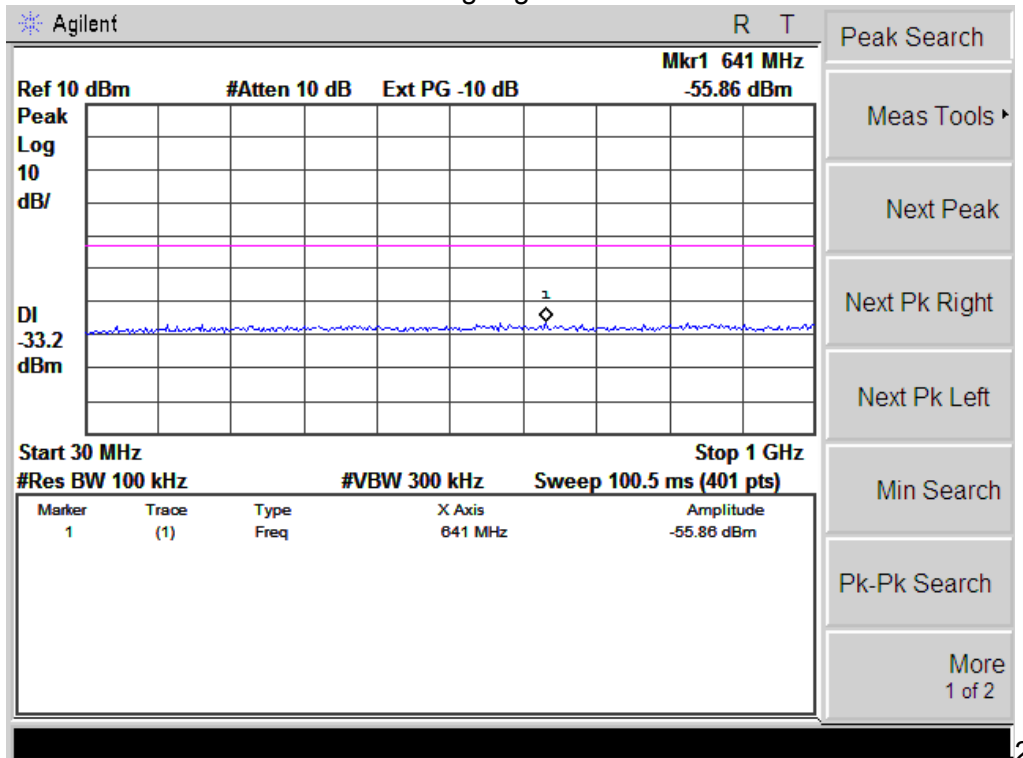 Agilent
R T
Mkr1 641 MHz
Ref 10 dBm #Atten 10 dB Ext PG -10 dB -55.86 dBm
Peak
Log
10
dB/
1
DI
-33.2
dBm
Start 30 MHz Stop 1 GHz
#Res BW 100 kHz #VBW 300 kHz Sweep 100.5 ms (401 pts)
Marker Trace Type X Axis Amplitude
1 (1) Freq 641 MHz -55.86 dBm
Peak Search
Meas Tools
Next Peak
Next Pk Right
Next Pk Left
Min Search
Pk-Pk Search
More
1 of 2